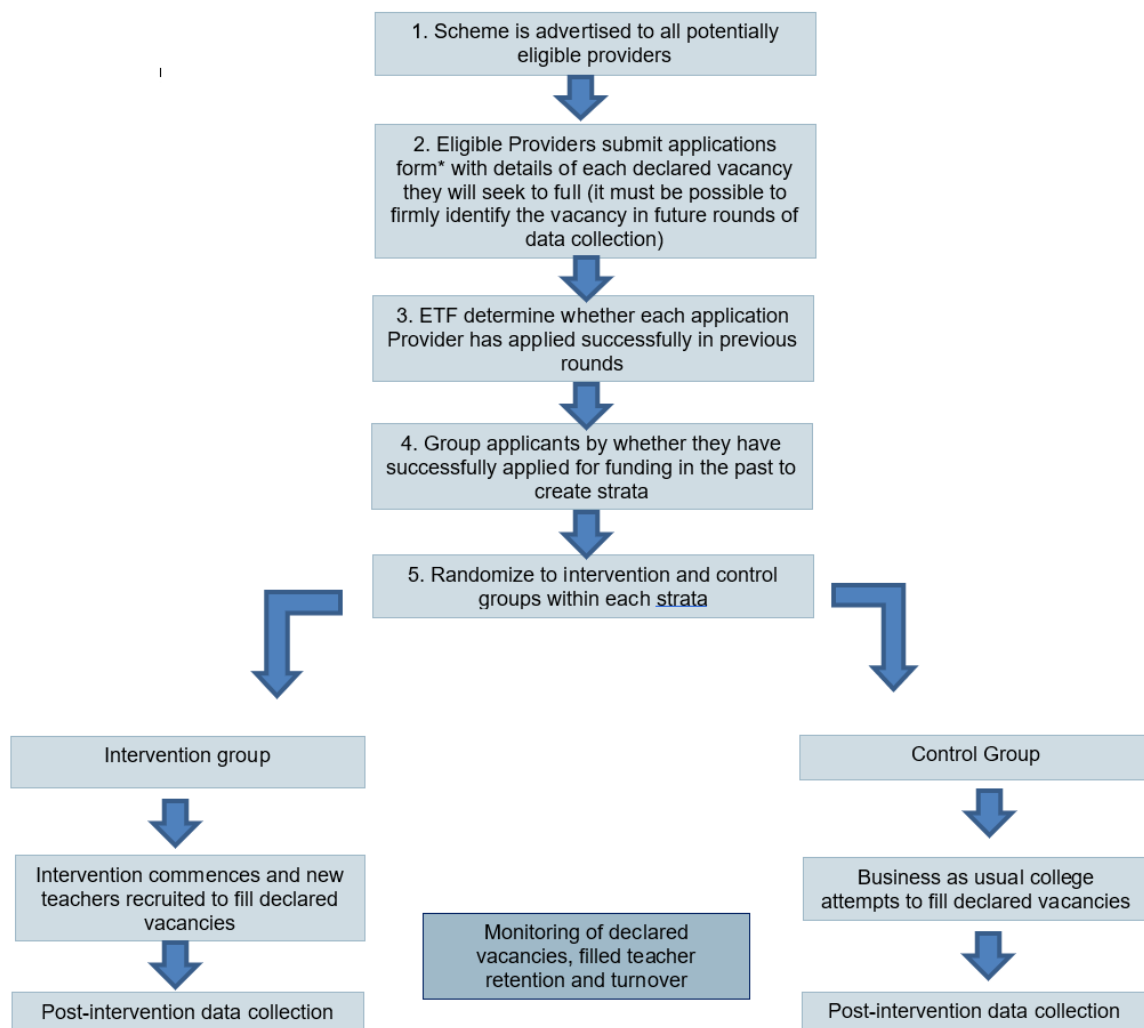 1. Scheme is advertised to all potentially
eligible providers
2. Eligible Providers submit applications
form* with details of each declared vacancy
they will seek to full (it must be possible to
firmly identify the vacancy in future rounds
of data collection)
3. ETF determine whether each application
Provider has applied successfully in previous
rounds
4. Group applicants by whether they have
successfully applied for funding in the past to
create strata
5. Randomize to intervention and control
groups within each strata
Intervention group
Control Group
Intervention commences and new
teachers recruited to fill declared
vacancies
Business as usual college
attempts to fill declared vacancies
Monitoring of declared
vacancies, filled teacher
retention and turnover
Post-intervention data collection
Post-intervention data collection